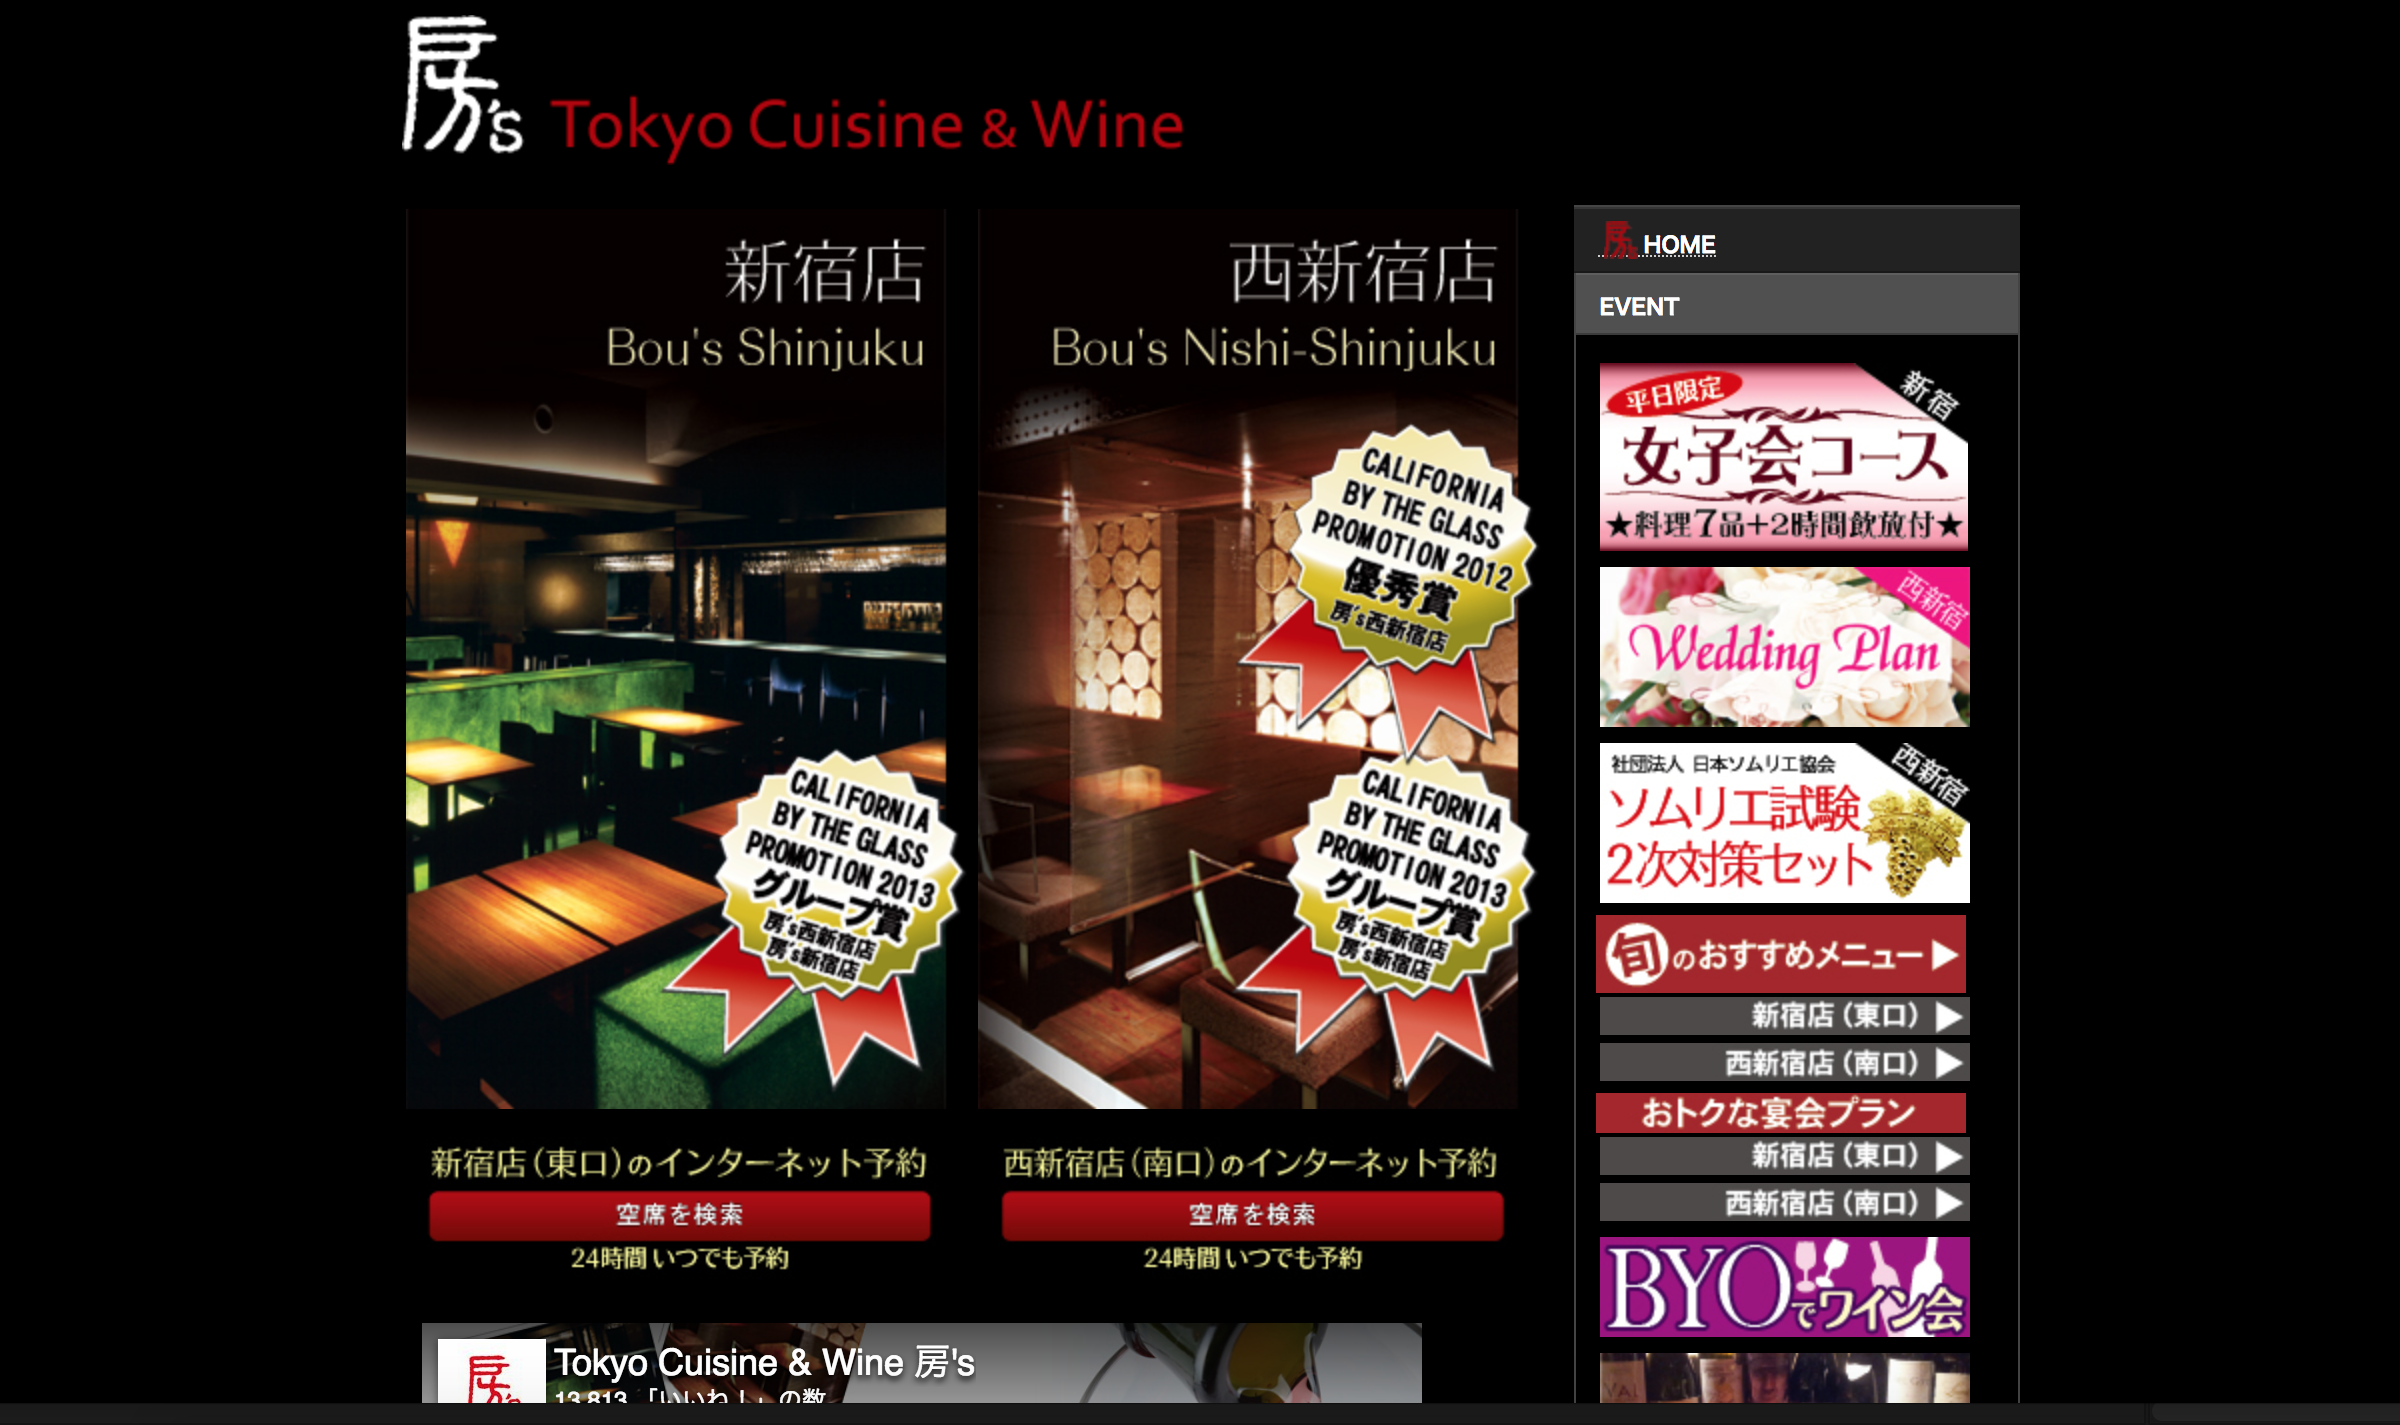 房's Tokyo Cuisine & Wine
新宿店
Bou's Shinjuku
CALIFORNIA
BY THE GLASS
PROMOTION 2013
グループ賞
房's西新宿店
房's新宿店
西新宿店
Bou's Nishi-Shinjuku
CALIFORNIA
BY THE GLASS
PROMOTION 2012
優秀賞
房's西新宿店
CALIFORNIA
BY THE GLASS
PROMOTION 2013
グループ賞
房's西新宿店
房's新宿店
新宿店(東口)のインターネット予約
空席を検索
24時間 いつでも予約
西新宿店(南口)のインターネット予約
空席を検索
24時間 いつでも予約
房's
Tokyo Cuisine & Wine 房's
13,813 「いいね！」の数
房's HOME
EVENT
平日限定
新宿
女子会コース
★料理7品+2時間飲放付★
西新宿
Wedding Plan
社団法人 日本ソムリエ協会
西新宿
ソムリエ試験
2次対策セット
旬のおすすめメニュー▶
新宿店(東口)▶
西新宿店(南口)▶
おトクな宴会プラン
新宿店(東口)▶
西新宿店(南口)▶
BYOでワイン会